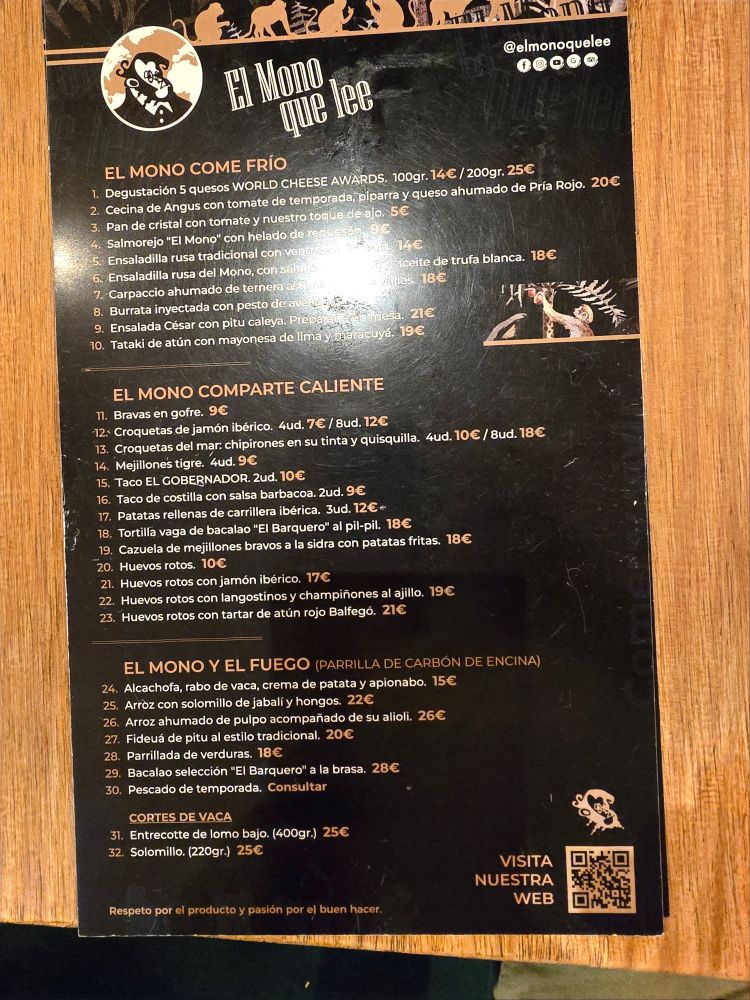 @elmonoquelee
El Mono
que lee
EL MONO COME FRÍO
1. Degustación 5 quesos WORLD CHEESE AWARDS. 100gr. 14€ / 200gr. 25€
2. Cecina de Angus con tomate de temporada, piparra y queso ahumado de Pría Rojo. 20€
3. Pan de cristal con tomate y nuestro toque de ajo. 5€
4. Salmorejo "El Mono" con helado de requesón. 9€
5. Ensaladilla rusa tradicional con 14€
6. Ensaladilla rusa del Mono, con aceite de trufa blanca. 18€
7. Carpaccio ahumado de ternera 18€
8. Burrata inyectada con pesto de
9. Ensalada César con pitu caleya. 21€
10. Tataki de atún con mayonesa de lima y maracuyá. 19€
EL MONO COMPARTE CALIENTE
11. Bravas en gofre. 9€
12. Croquetas de jamón ibérico. 4ud. 7€ / 8ud. 12€
13. Croquetas del mar: chipirones en su tinta y quisquilla. 4ud. 10€ / 8ud. 18€
14. Mejillones tigre. 4ud. 9€
15. Taco EL GOBERNADOR. 2ud. 10€
16. Taco de costilla con salsa barbacoa. 2ud. 9€
17. Patatas rellenas de carrillera ibérica. 3ud. 12€
18. Tortilla vaga de bacalao "El Barquero" al pil-pil. 18€
19. Cazuela de mejillones bravos a la sidra con patatas fritas. 18€
20. Huevos rotos. 10€
21. Huevos rotos con jamón ibérico. 17€
22. Huevos rotos con langostinos y champiñones al ajillo. 19€
23. Huevos rotos con tartar de atún rojo Balfegó. 21€
EL MONO Y EL FUEGO (PARRILLA DE CARBÓN DE ENCINA)
24. Alcachofa, rabo de vaca, crema de patata y apionabo. 15€
25. Arroz con solomillo de jabalí y hongos. 22€
26. Arroz ahumado de pulpo acompañado de su alioli. 26€
27. Fideuá de pitu al estilo tradicional. 20€
28. Parrillada de verduras. 18€
29. Bacalao selección "El Barquero" a la brasa. 28€
30. Pescado de temporada. Consultar
CORTES DE VACA
31. Entrecotte de lomo bajo. (400gr.) 25€
32. Solomillo. (220gr.) 25€
VISITA
NUESTRA
WEB
Respeto por el producto y pasión por el buen hacer.